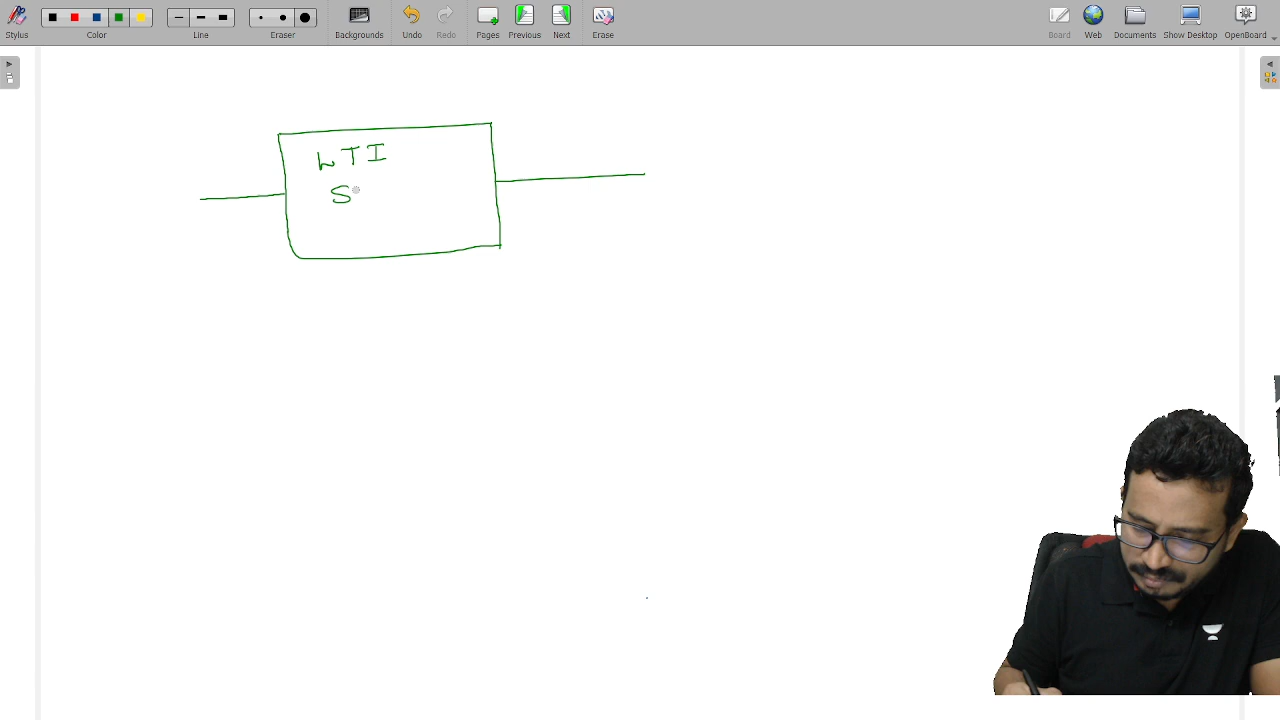 Stylus
Color
Line
Eraser
Backgrounds
Undo
Redo
Pages
Previous
Next
Erase
Board
Web
Documents
Show Desktop
OpenBoard
LTI
S